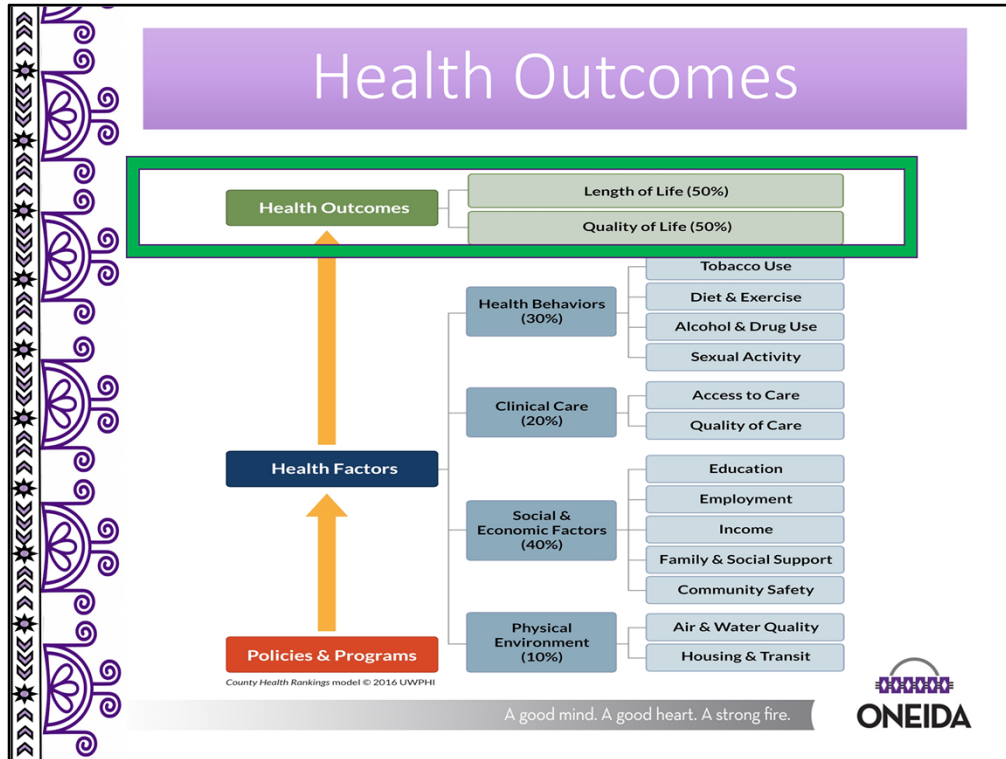 Health Outcomes
Health Outcomes
Length of Life (50%)
Quality of Life (50%)
Health Factors
Health Behaviors
(30%)
Tobacco Use
Diet & Exercise
Alcohol & Drug Use
Sexual Activity
Clinical Care
(20%)
Access to Care
Quality of Care
Social &
Economic Factors
(40%)
Education
Employment
Income
Family & Social Support
Community Safety
Physical
Environment
(10%)
Air & Water Quality
Housing & Transit
Policies & Programs
County Health Rankings model © 2016 UWPHI
A good mind. A good heart. A strong fire.
ONEIDA